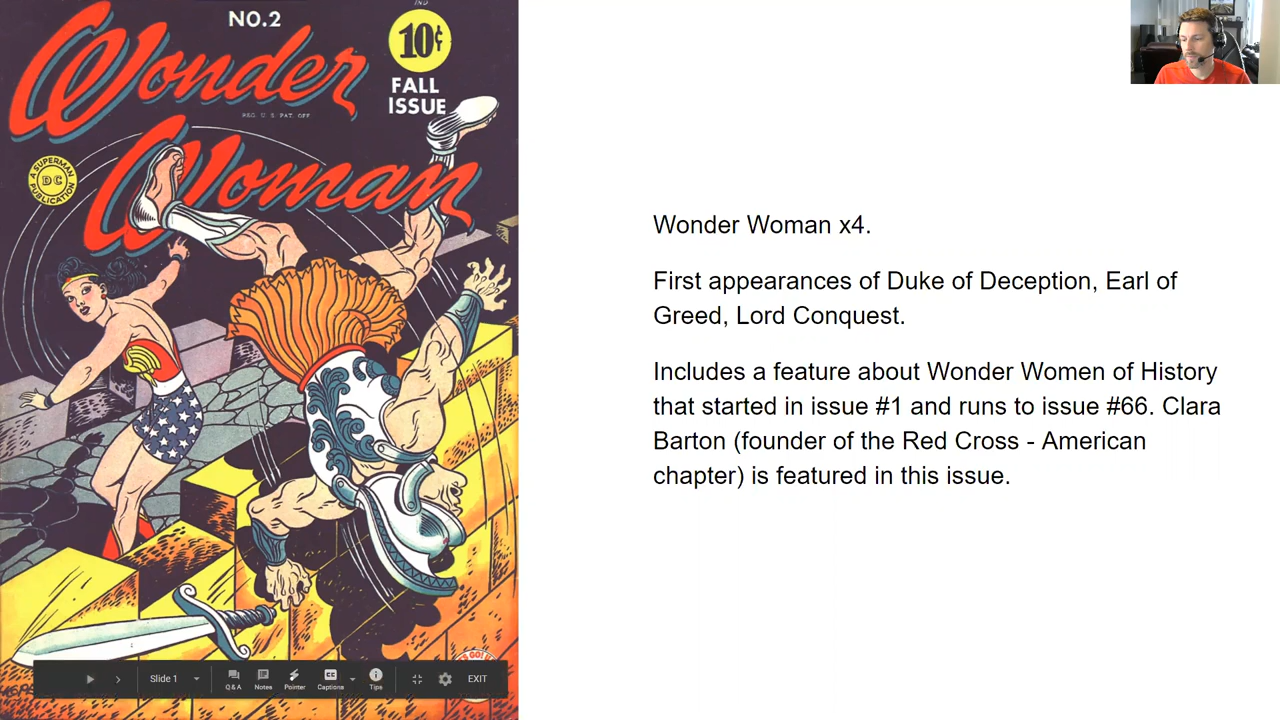 IND
NO.2
10¢
Wonder
FALL
ISSUE
REG. U.S. PAT. OFF.
Woman
A SUPERMAN
DC
PUBLICATION
Wonder Woman x4.
First appearances of Duke of Deception, Earl of
Greed, Lord Conquest.
Includes a feature about Wonder Women of History
that started in issue #1 and runs to issue #66. Clara
Barton (founder of the Red Cross - American
chapter) is featured in this issue.
Slide 1
Q & A
Notes
Pointer
Captions
Tips
EXIT